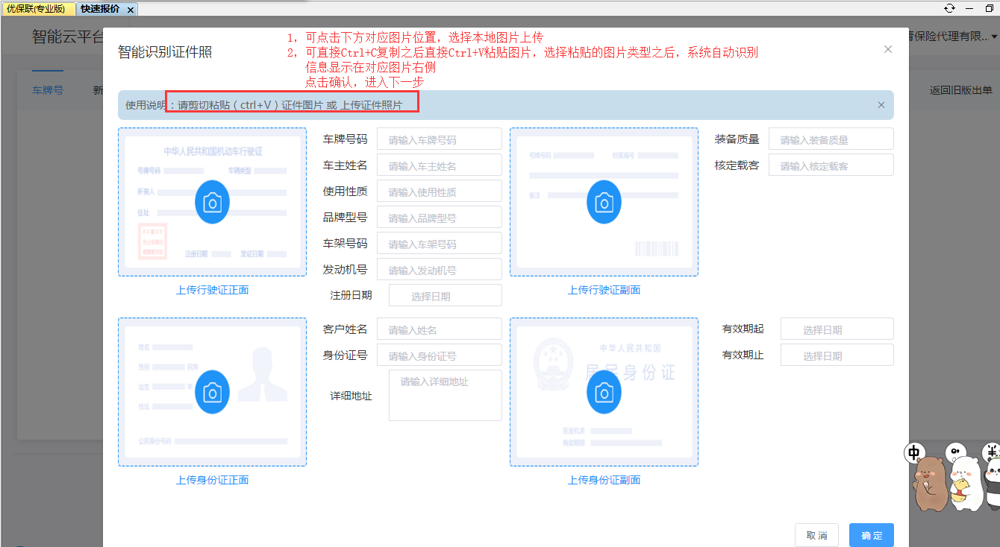 优保联(专业版) 快速报价
智能云平台
保险代理有限...
1，可点击下方对应图片位置，选择本地图片上传
2，可直接Ctrl+C复制之后直接Ctrl+V粘贴图片，选择粘贴的图片类型之后，系统自动识别
信息显示在对应图片右侧
点击确认，进入下一步
智能识别证件照
车牌号 新
返回旧版出单
使用说明：请剪切粘贴（ctrl+V）证件图片 或 上传证件照片
中华人民共和国机动车行驶证
号牌号码 车辆类型
所有人
住址
注册日期 发证日期
上传行驶证正面
车牌号码 请输入车牌号码
车主姓名 请输入车主姓名
使用性质 请输入使用性质
品牌型号 请输入品牌型号
车架号码 请输入车架号码
发动机号 请输入发动机号
注册日期 选择日期
号牌号码 档案编号
备注
上传行驶证副面
装备质量 请输入装备质量
核定载客 请输入核定载客
姓名
性别 民族
出生 年
住址
公民身份号码
上传身份证正面
客户姓名 请输入姓名
身份证号 请输入身份证号
详细地址 请输入详细地址
中华人民共和国
居民身份证
签发机关
有效期限
上传身份证副面
有效期起 选择日期
有效期止 选择日期
中
取消 确定